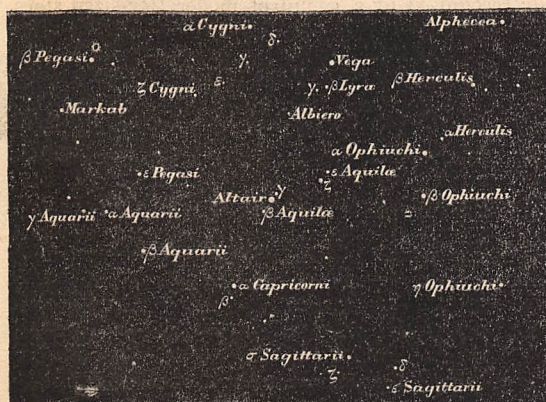 α Cygni
Alphecca
δ
β Pegasi
γ
Vega
ζ Cygni
ε
γ β Lyræ
β Herculis
Markab
Albiero
α Herculis
α Ophiuchi
ε Pegasi
ε Aquilæ
ζ
Altair γ
β Ophiuchi
γ Aquarii α Aquarii
β Aquilæ
β Aquarii
α Capricorni
η Ophiuchi
β
σ Sagittarii
δ
ζ
ε Sagittarii